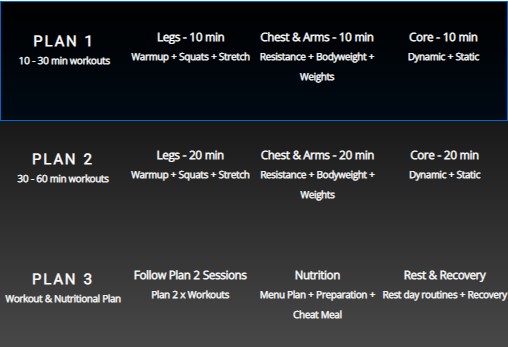 PLAN 1
10 - 30 min workouts
Legs - 10 min
Warmup + Squats + Stretch
Chest & Arms - 10 min
Resistance + Bodyweight +
Weights
Core - 10 min
Dynamic + Static
PLAN 2
30 - 60 min workouts
Legs - 20 min
Warmup + Squats + Stretch
Chest & Arms - 20 min
Resistance + Bodyweight +
Weights
Core - 20 min
Dynamic + Static
PLAN 3
Workout & Nutritional Plan
Follow Plan 2 Sessions
Plan 2 x Workouts
Nutrition
Menu Plan + Preparation +
Cheat Meal
Rest & Recovery
Rest day routines + Recovery